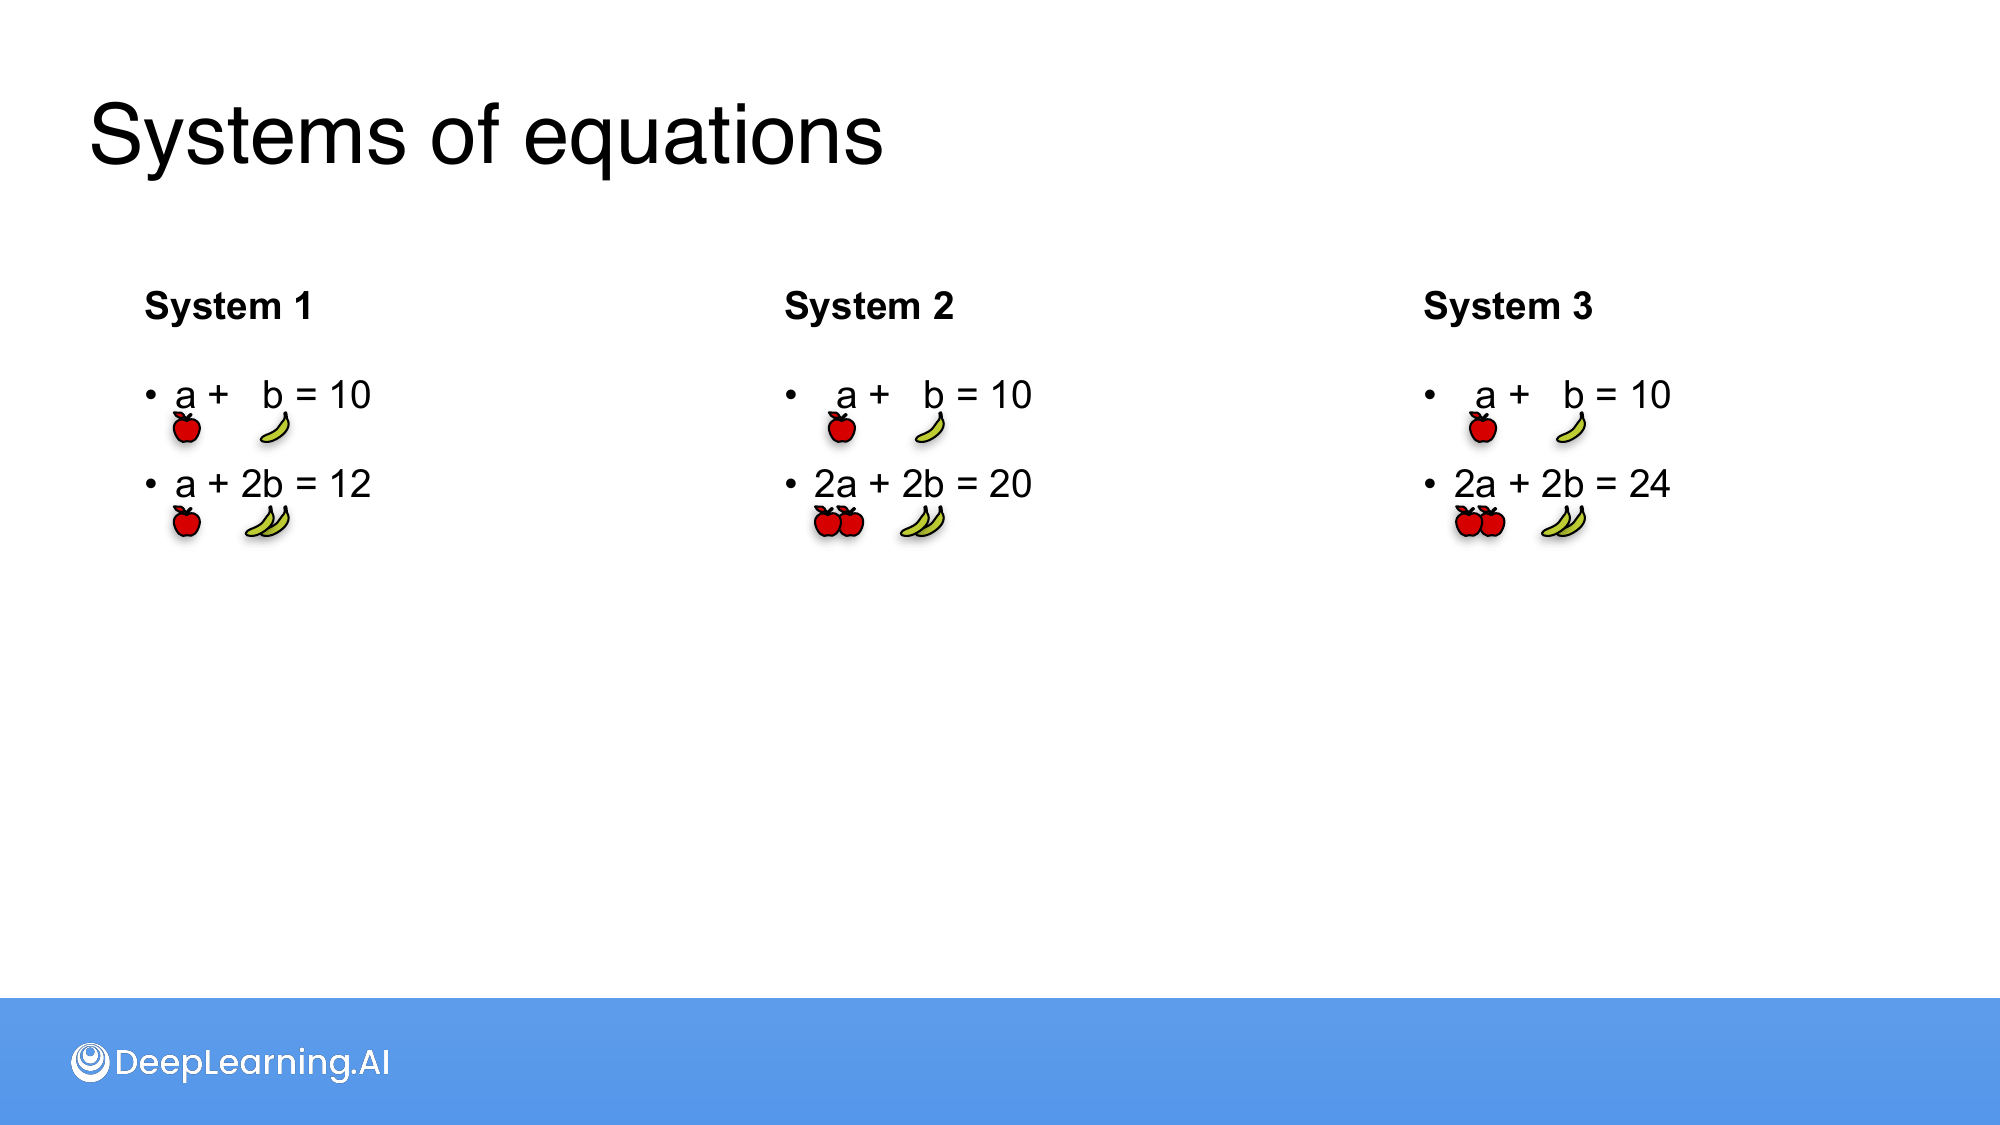 Systems of equations
System 1
• a + b = 10
• a + 2b = 12
System 2
• a + b = 10
• 2a + 2b = 20
System 3
• a + b = 10
• 2a + 2b = 24
DeepLearning.AI